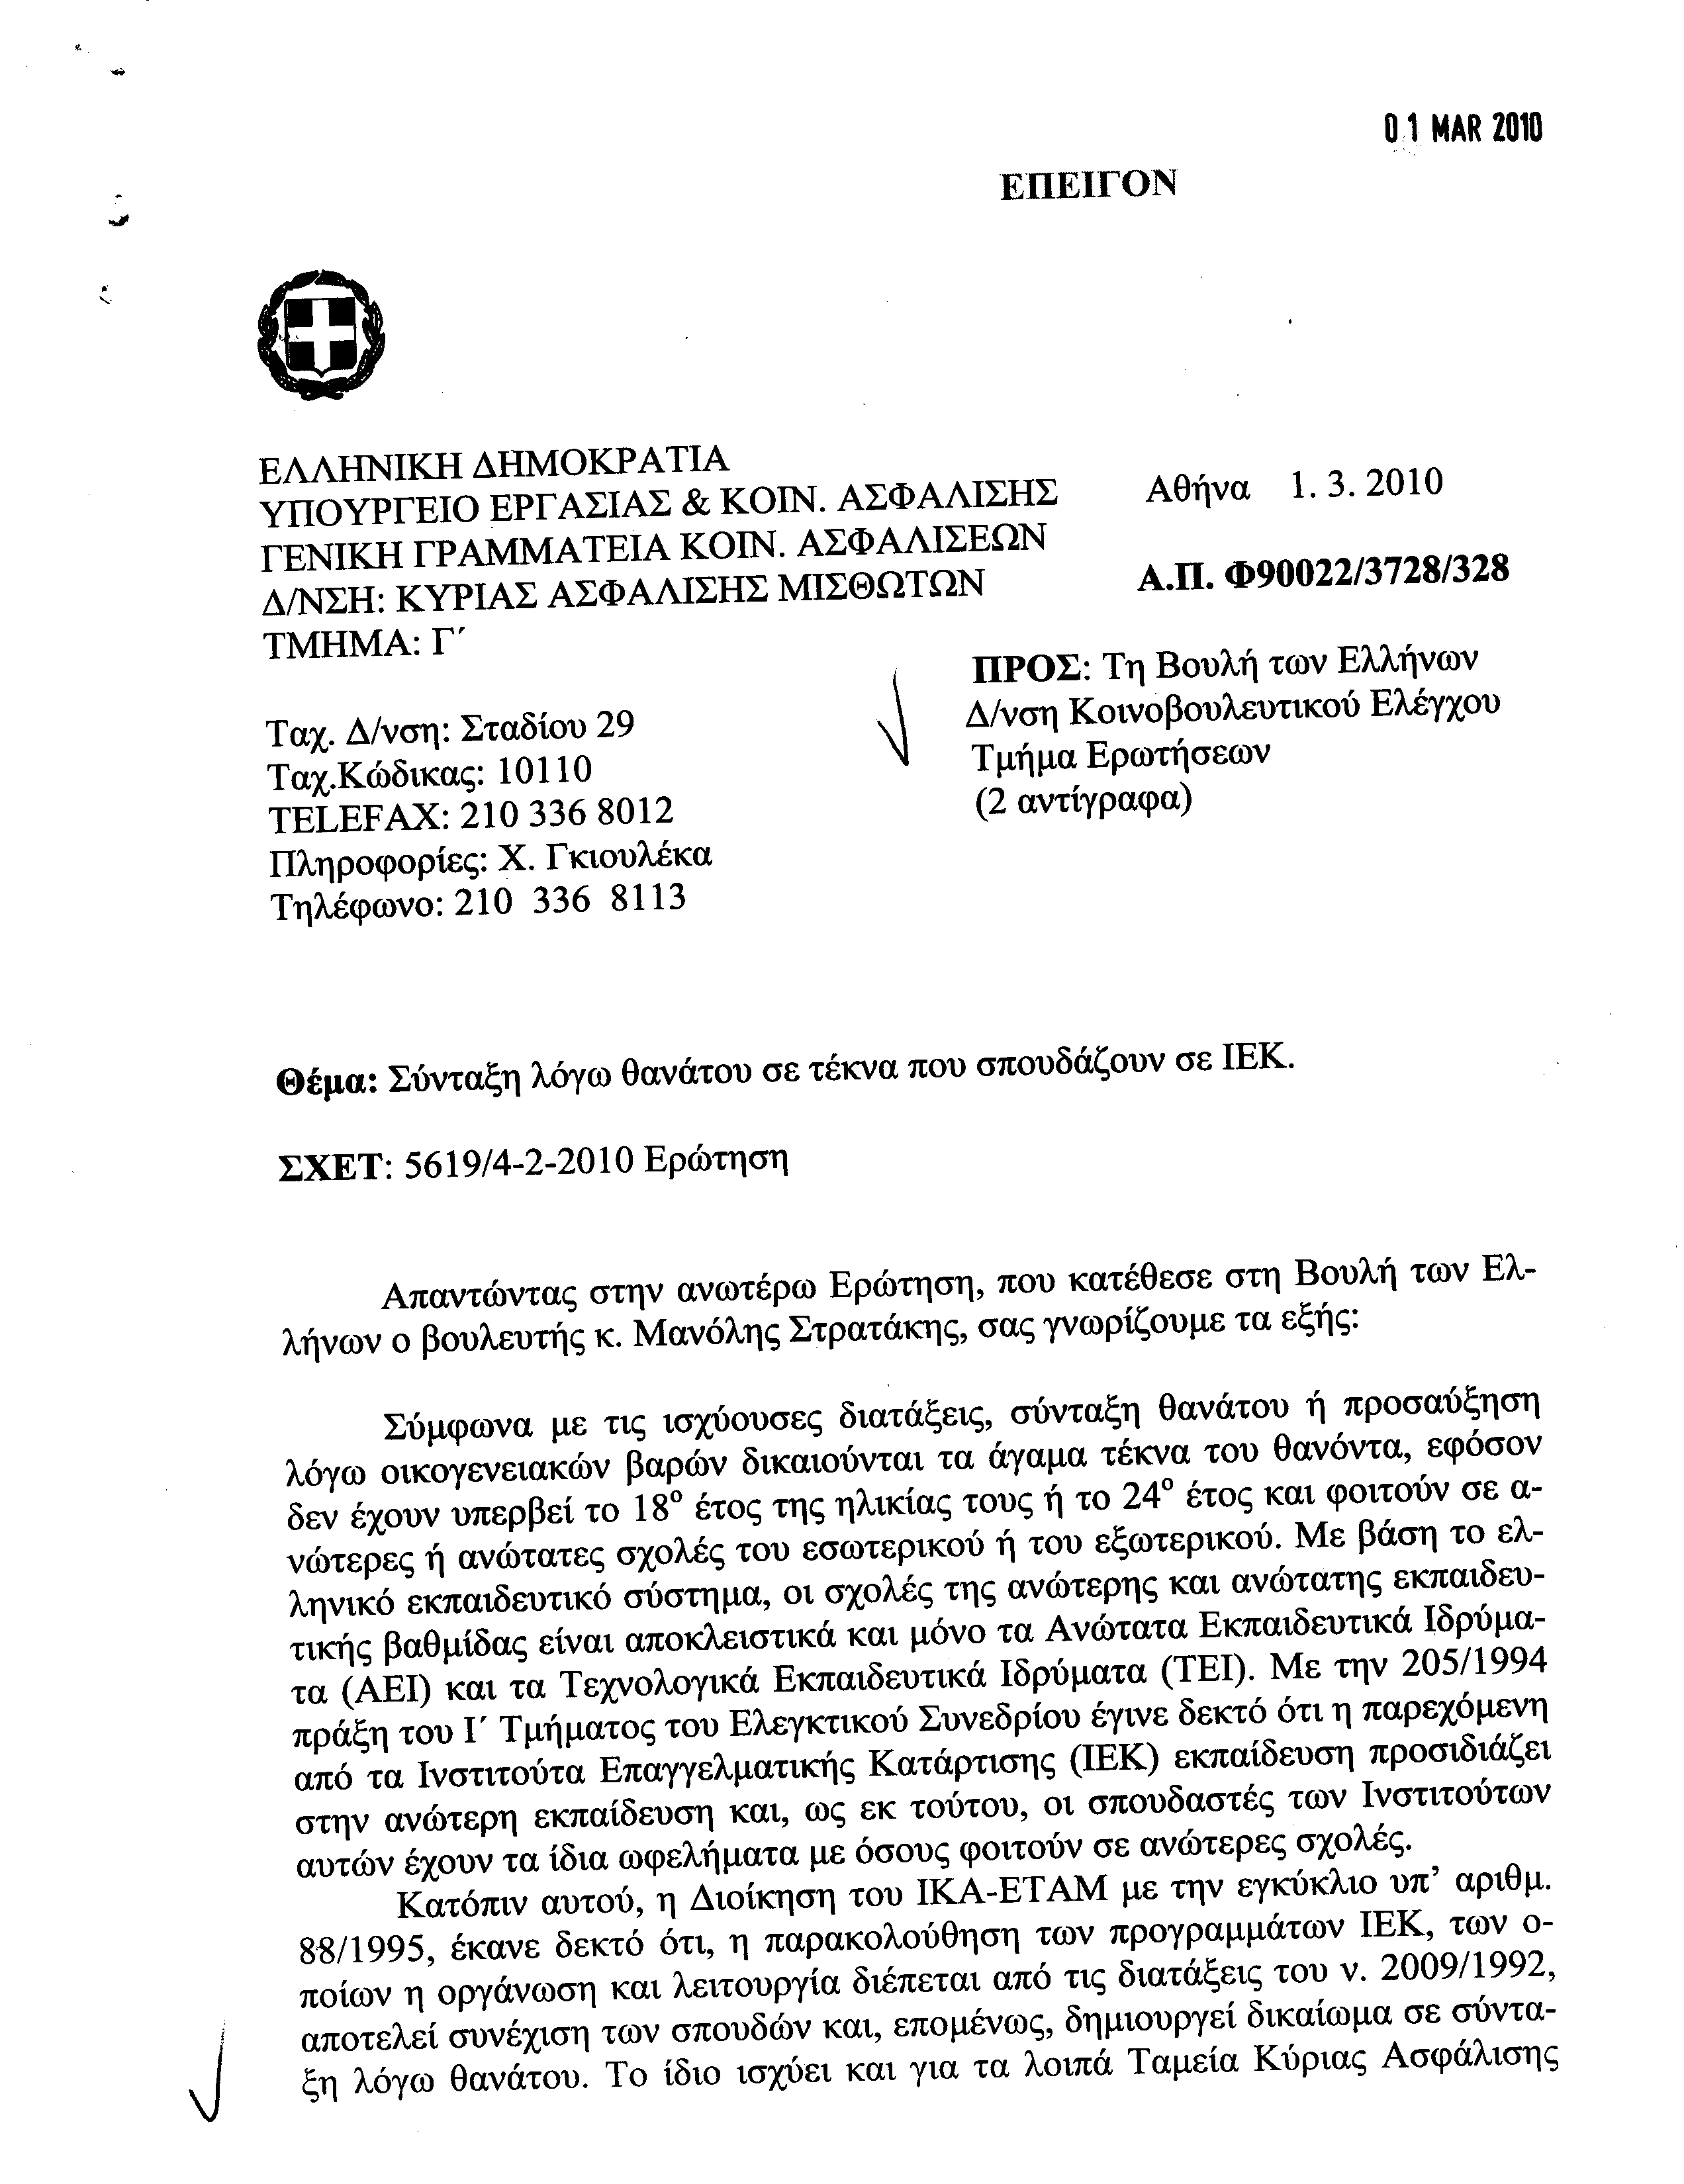 01 MAR 2010
ΕΠΕΙΓΟΝ
ΕΛΛΗΝΙΚΗ ΔΗΜΟΚΡΑΤΙΑ
ΥΠΟΥΡΓΕΙΟ ΕΡΓΑΣΙΑΣ & ΚΟΙΝ. ΑΣΦΑΛΙΣΗΣ
ΓΕΝΙΚΗ ΓΡΑΜΜΑΤΕΙΑ ΚΟΙΝ. ΑΣΦΑΛΙΣΕΩΝ
Δ/ΝΣΗ: ΚΥΡΙΑΣ ΑΣΦΑΛΙΣΗΣ ΜΙΣΘΩΤΩΝ
ΤΜΗΜΑ: Γ΄
Αθήνα 1. 3. 2010
Α.Π. Φ90022/3728/328
Ταχ. Δ/νση: Σταδίου 29
Ταχ.Κώδικας: 10110
TELEFAX: 210 336 8012
Πληροφορίες: Χ. Γκιουλέκα
Τηλέφωνο: 210 336 8113
ΠΡΟΣ: Τη Βουλή των Ελλήνων
Δ/νση Κοινοβουλευτικού Ελέγχου
Τμήμα Ερωτήσεων
(2 αντίγραφα)
Θέμα: Σύνταξη λόγω θανάτου σε τέκνα που σπουδάζουν σε ΙΕΚ.
ΣΧΕΤ: 5619/4-2-2010 Ερώτηση
Απαντώντας στην ανωτέρω Ερώτηση, που κατέθεσε στη Βουλή των Ελ-
λήνων ο βουλευτής κ. Μανόλης Στρατάκης, σας γνωρίζουμε τα εξής:
Σύμφωνα με τις ισχύουσες διατάξεις, σύνταξη θανάτου ή προσαύξηση
λόγω οικογενειακών βαρών δικαιούνται τα άγαμα τέκνα του θανόντα, εφόσον
δεν έχουν υπερβεί το 18º έτος της ηλικίας τους ή το 24º έτος και φοιτούν σε α-
νώτερες ή ανώτατες σχολές του εσωτερικού ή του εξωτερικού. Με βάση το ελ-
ληνικό εκπαιδευτικό σύστημα, οι σχολές της ανώτερης και ανώτατης εκπαιδευ-
τικής βαθμίδας είναι αποκλειστικά και μόνο τα Ανώτατα Εκπαιδευτικά Ιδρύμα-
τα (ΑΕΙ) και τα Τεχνολογικά Εκπαιδευτικά Ιδρύματα (ΤΕΙ). Με την 205/1994
πράξη του Ι΄ Τμήματος του Ελεγκτικού Συνεδρίου έγινε δεκτό ότι η παρεχόμενη
από τα Ινστιτούτα Επαγγελματικής Κατάρτισης (ΙΕΚ) εκπαίδευση προσιδιάζει
στην ανώτερη εκπαίδευση και, ως εκ τούτου, οι σπουδαστές των Ινστιτούτων
αυτών έχουν τα ίδια ωφελήματα με όσους φοιτούν σε ανώτερες σχολές.
Κατόπιν αυτού, η Διοίκηση του ΙΚΑ-ΕΤΑΜ με την εγκύκλιο υπ’ αριθμ.
88/1995, έκανε δεκτό ότι, η παρακολούθηση των προγραμμάτων ΙΕΚ, των ο-
ποίων η οργάνωση και λειτουργία διέπεται από τις διατάξεις του ν. 2009/1992,
αποτελεί συνέχιση των σπουδών και, επομένως, δημιουργεί δικαίωμα σε σύντα-
ξη λόγω θανάτου. Το ίδιο ισχύει και για τα λοιπά Ταμεία Κύριας Ασφάλισης